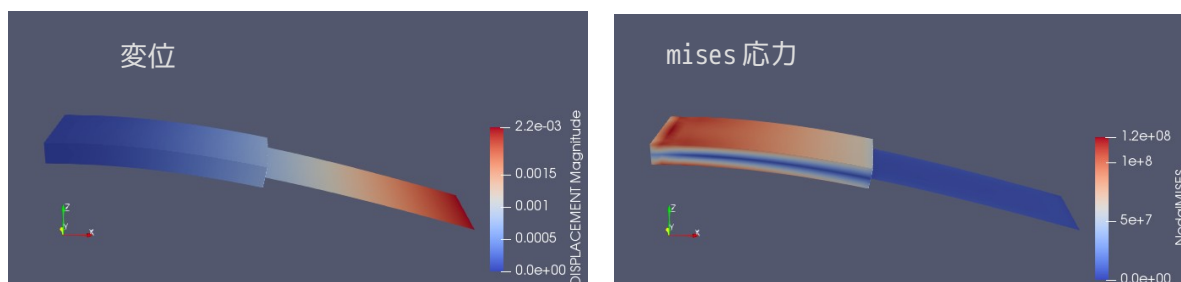 変位
2.2e-03
0.0015
0.001
0.0005
0.0e+00
DISPLACEMENT Magnitude
Z
Y
X
mises 応力
1.2e+08
1e+8
5e+7
0.0e+00
NodalMISES
Z
Y
X